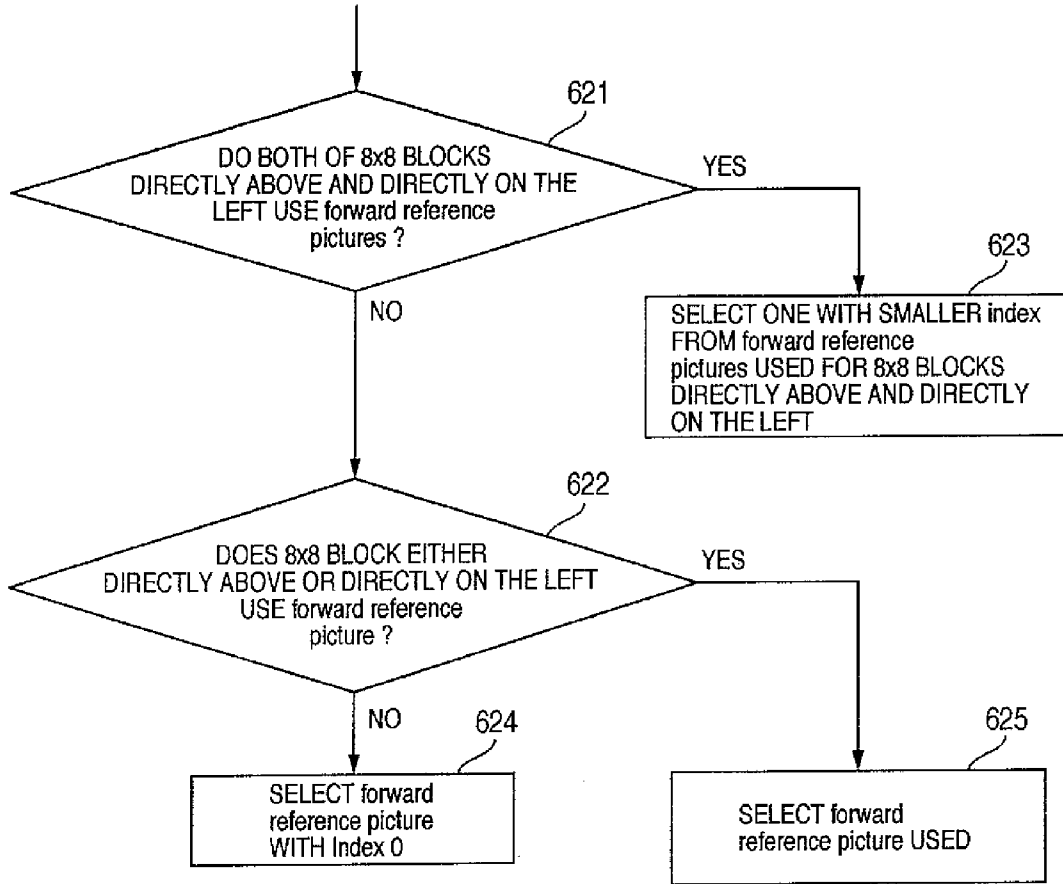 621
DO BOTH OF 8x8 BLOCKS
DIRECTLY ABOVE AND DIRECTLY ON THE
LEFT USE forward reference
pictures ?
YES
NO
623
SELECT ONE WITH SMALLER index
FROM forward reference
pictures USED FOR 8x8 BLOCKS
DIRECTLY ABOVE AND DIRECTLY
ON THE LEFT
622
DOES 8x8 BLOCK EITHER
DIRECTLY ABOVE OR DIRECTLY ON THE LEFT
USE forward reference
picture ?
YES
NO
624
SELECT forward
reference picture
WITH Index 0
625
SELECT forward
reference picture USED